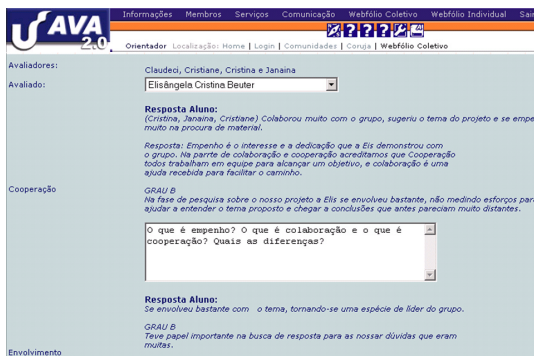 Informações Membros Serviços Comunicação Webfólio Coletivo Webfólio Individual Sair
AVA 2.0
Orientador Localização: Home | Login | Comunidades | Coruja | Webfólio Coletivo
Avaliadores: Claudeci, Cristiane, Cristina e Janaina
Avaliado: Elisângela Cristina Beuter
Resposta Aluno:
(Cristina, Janaina, Cristiane) Colaborou muito com o grupo, sugeriu o tema do projeto e se empe
muito na procura de material.
Resposta: Empenho é o interesse e a dedicação que a Eis demonstrou com
o grupo. Na parrte de colaboração e cooperação acreditamos que Cooperação
todos trabalham em equipe para alcançar um objetivo, e colaboração é uma
ajuda recebida para facilitar o caminho.
Cooperação
GRAU B
Na fase de pesquisa sobre o nosso projeto a Elis se envolveu bastante, não medindo esforços par
ajudar a entender o tema proposto e chegar a conclusões que antes pareciam muito distantes.
O que é empenho? O que é colaboração e o que é
cooperação? Quais as diferenças?
Resposta Aluno:
Se envolveu bastante com o tema, tornando-se uma espécie de líder do grupo.
GRAU B
Teve papel importante na busca de resposta para as nossar dúvidas que eram
muitas.
Envolvimento